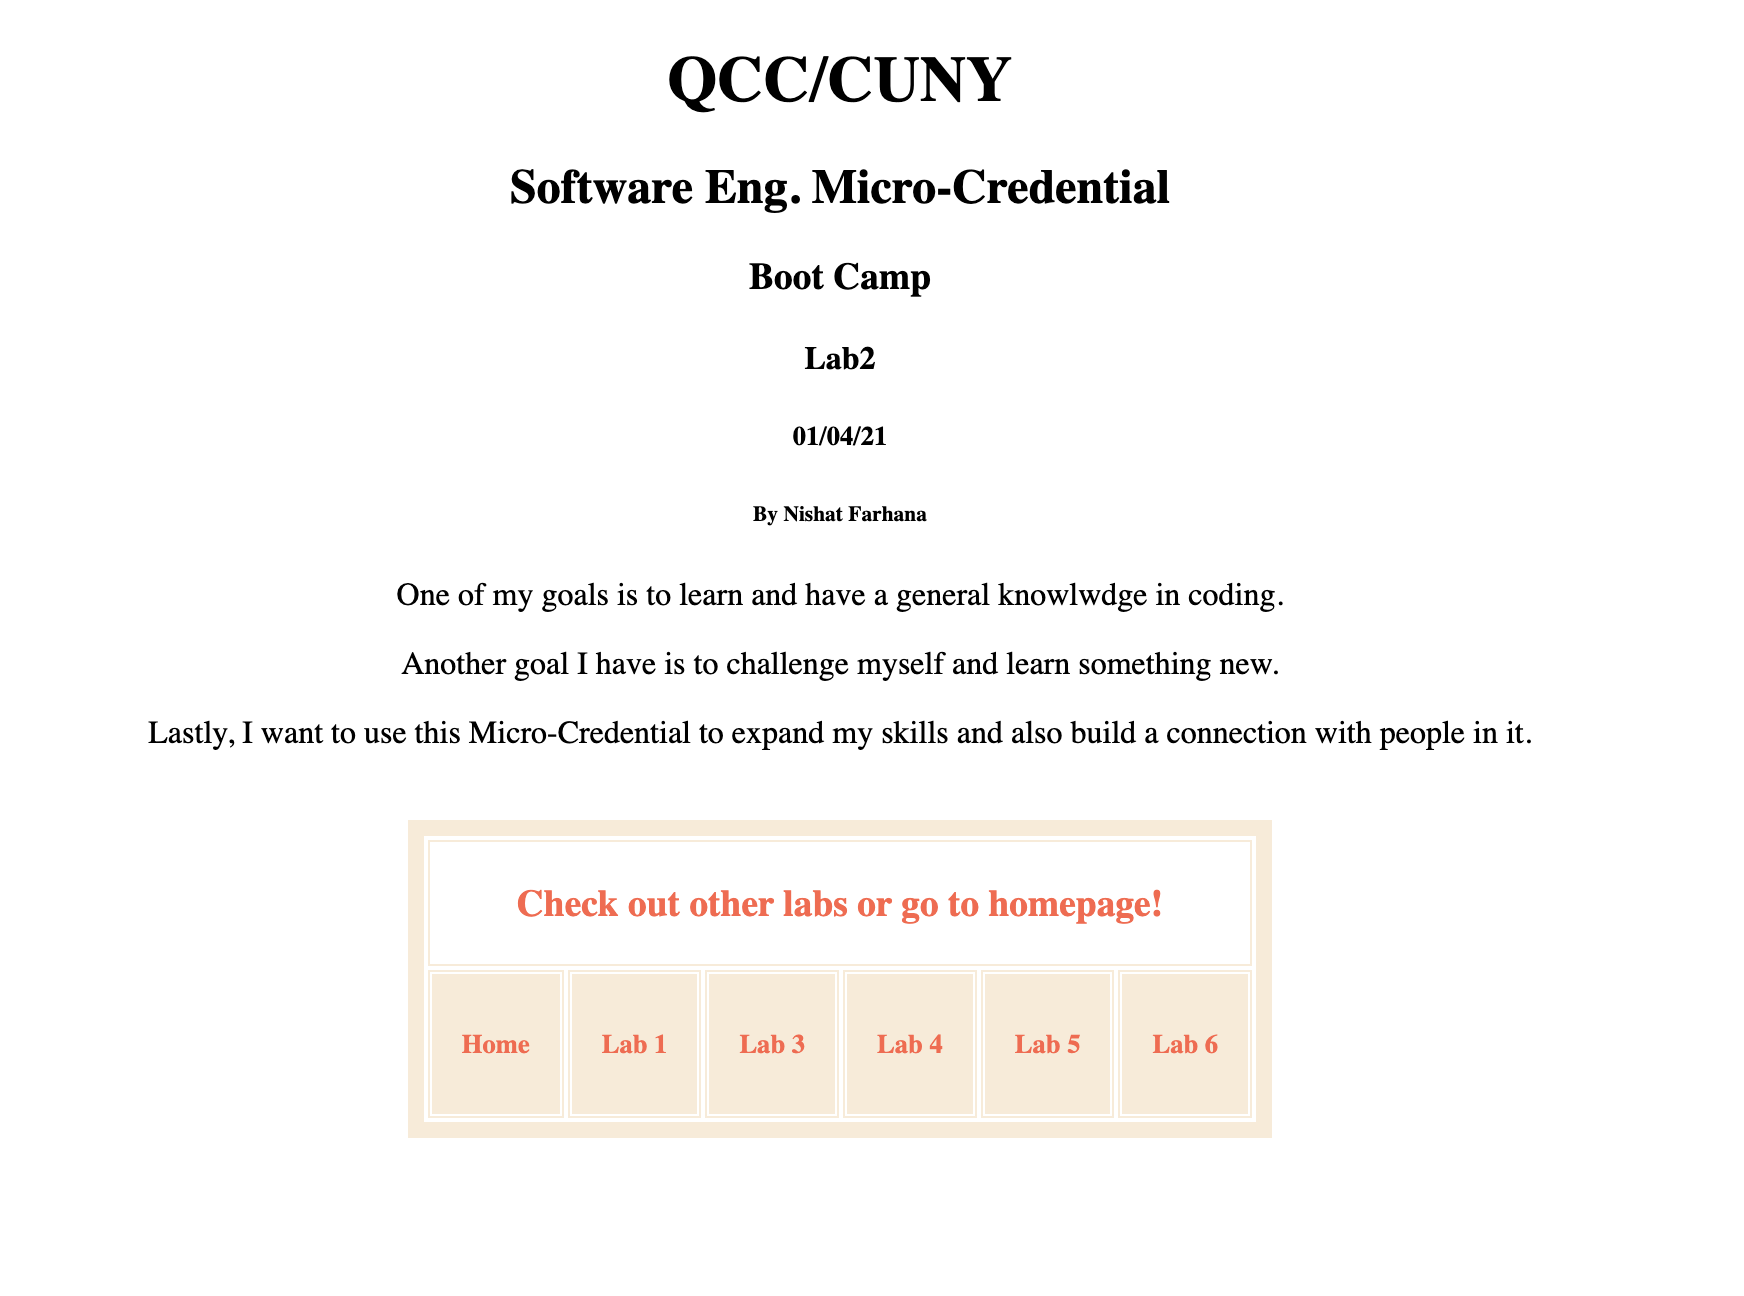 QCC/CUNY
Software Eng. Micro-Credential
Boot Camp
Lab2
01/04/21
By Nishat Farhana
One of my goals is to learn and have a general knowlwdge in coding.
Another goal I have is to challenge myself and learn something new.
Lastly, I want to use this Micro-Credential to expand my skills and also build a connection with people in it.
Check out other labs or go to homepage!
Home Lab 1 Lab 3 Lab 4 Lab 5 Lab 6